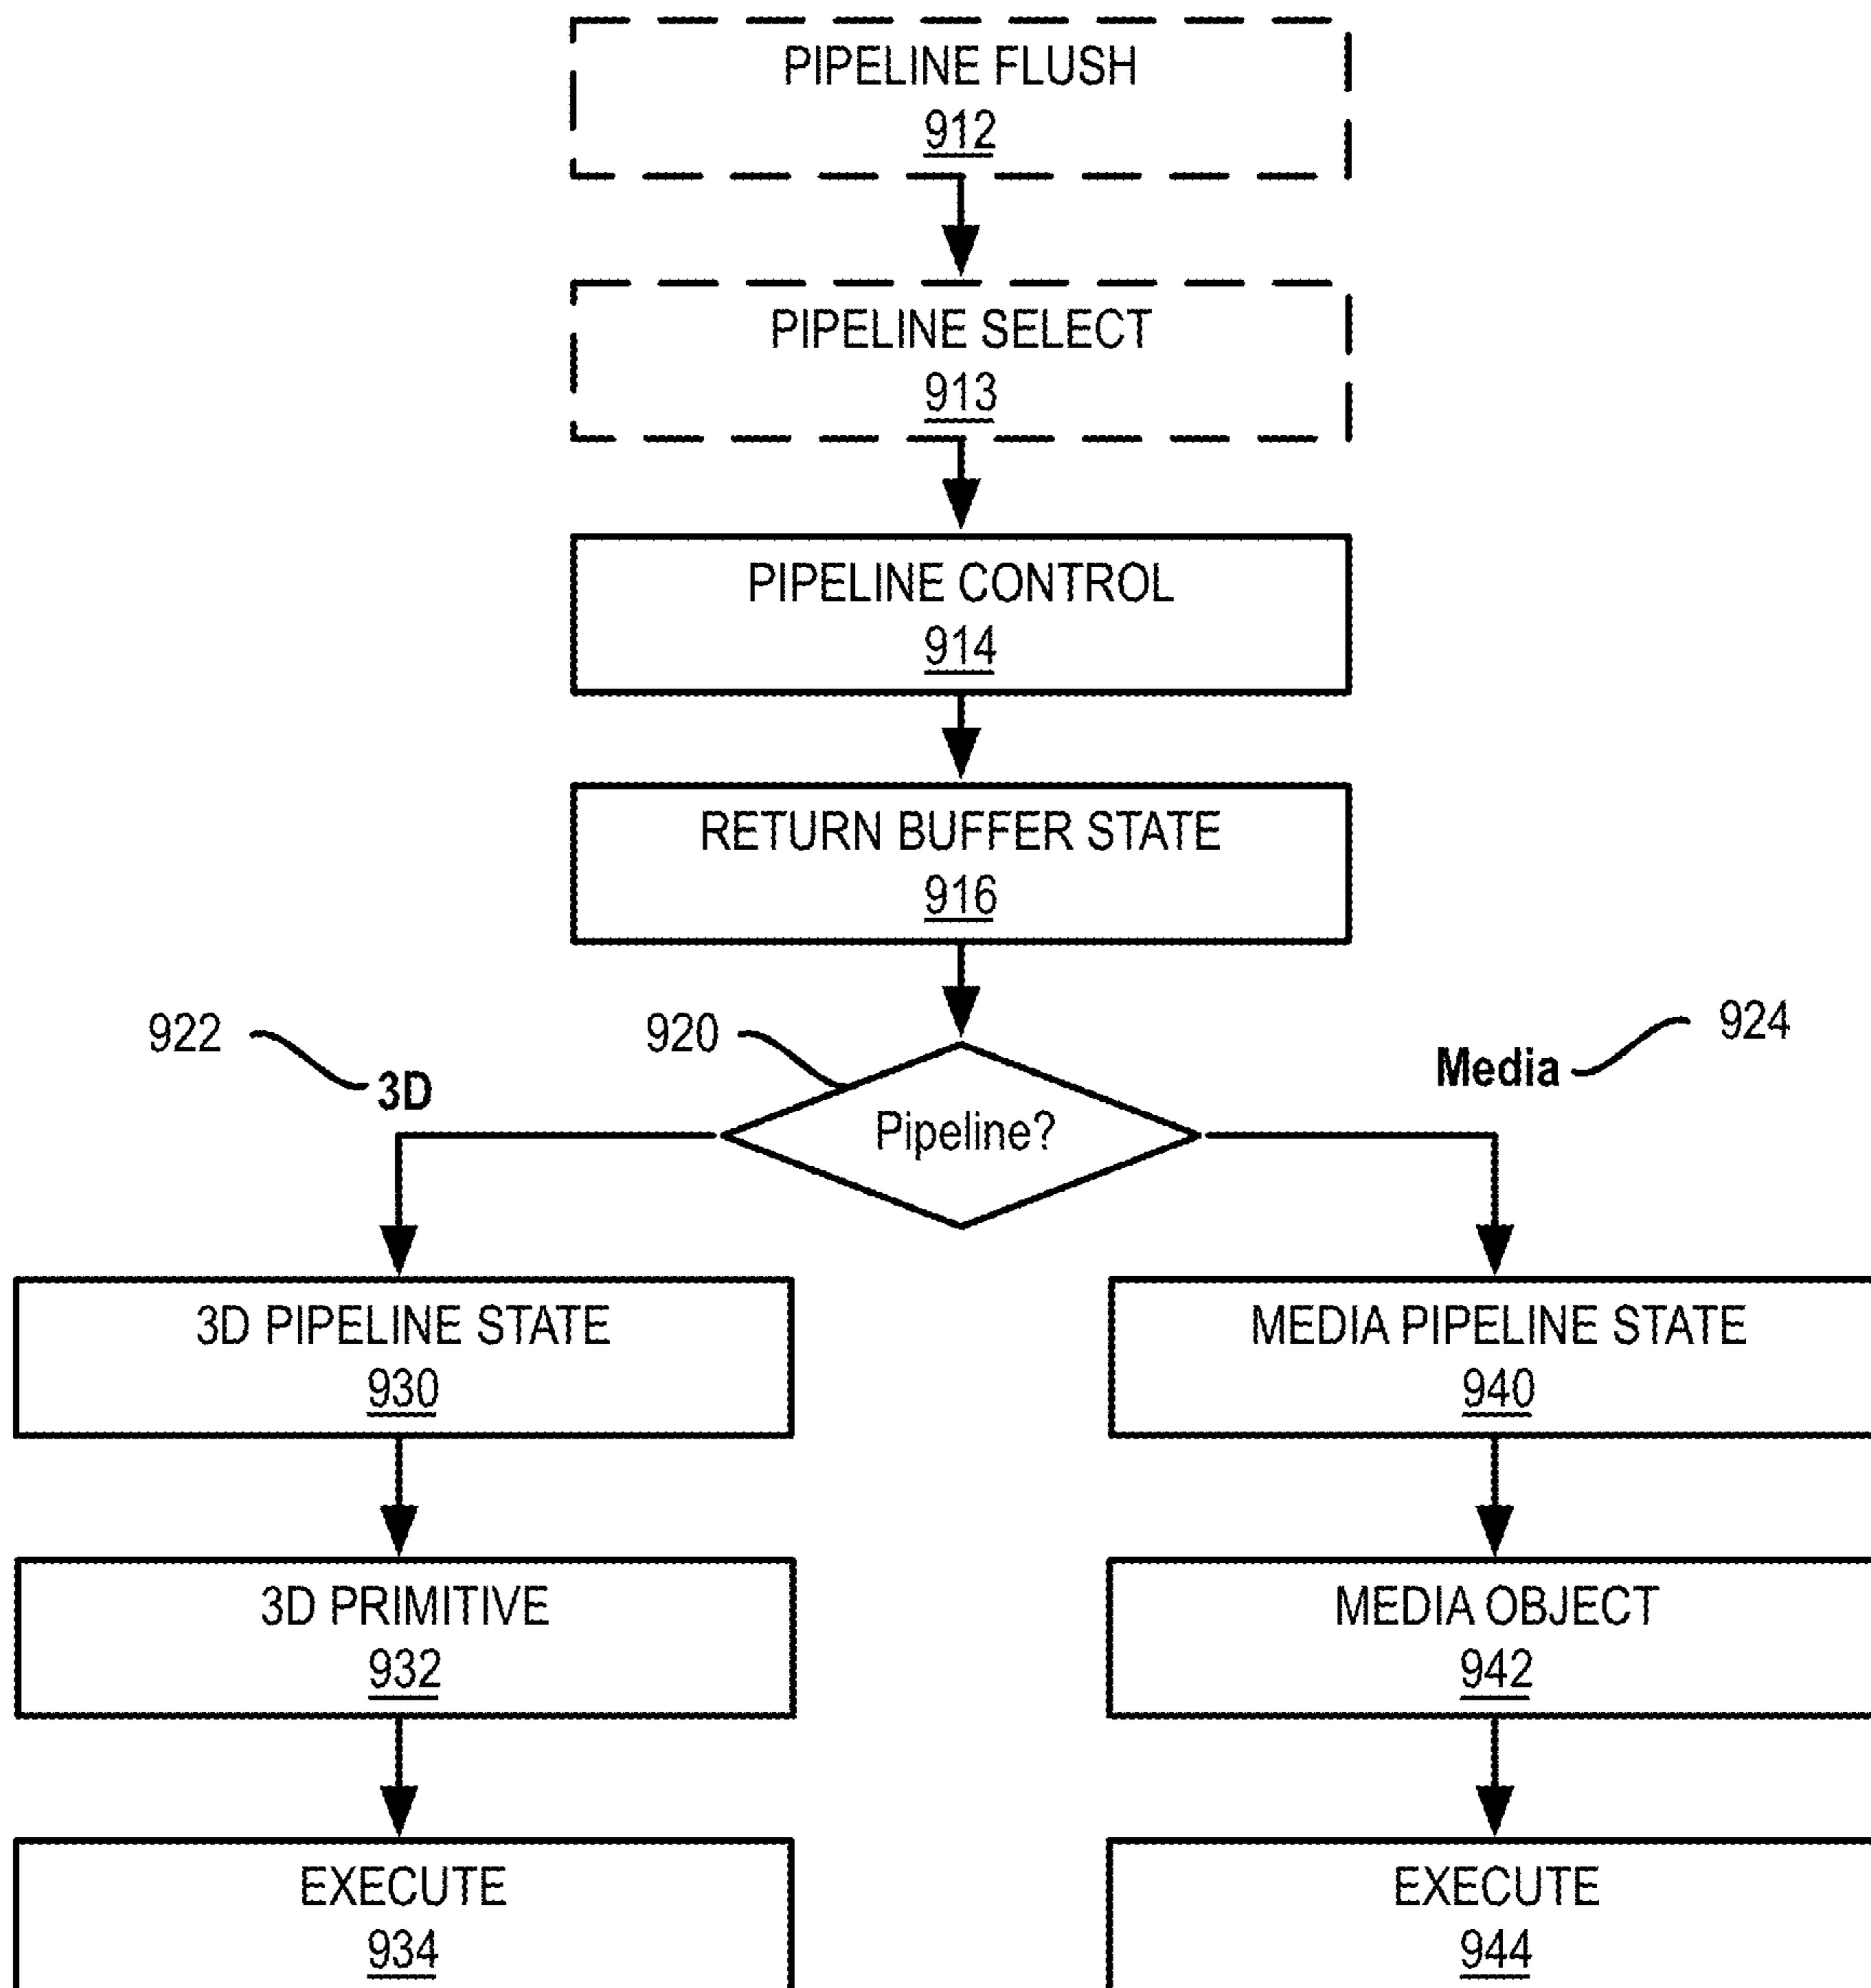 PIPELINE FLUSH
912
PIPELINE SELECT
913
PIPELINE CONTROL
914
RETURN BUFFER STATE
916
922
920
924
3D
Media
Pipeline?
3D PIPELINE STATE
930
MEDIA PIPELINE STATE
940
3D PRIMITIVE
932
MEDIA OBJECT
942
EXECUTE
934
EXECUTE
944